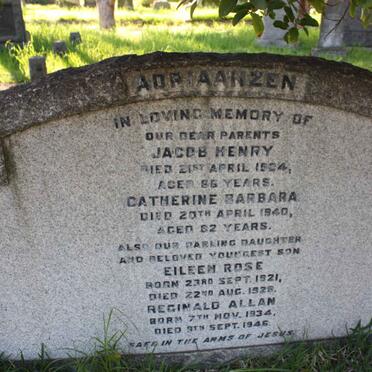 ADRIAANZEN
IN LOVING MEMORY OF
OUR DEAR PARENTS
JACOB HENRY
DIED 21ST APRIL 1924,
AGED 66 YEARS.
CATHERINE BARBARA
DIED 20TH APRIL 1940,
AGED 82 YEARS.
ALSO OUR DARLING DAUGHTER
AND BELOVED YOUNGEST SON
EILEEN ROSE
BORN 23RD SEPT. 1921,
DIED 22ND AUG. 1926.
REGINALD ALLAN
BORN 7TH NOV. 1934,
DIED 9TH SEPT. 1946.
SAFE IN THE ARMS OF JESUS.